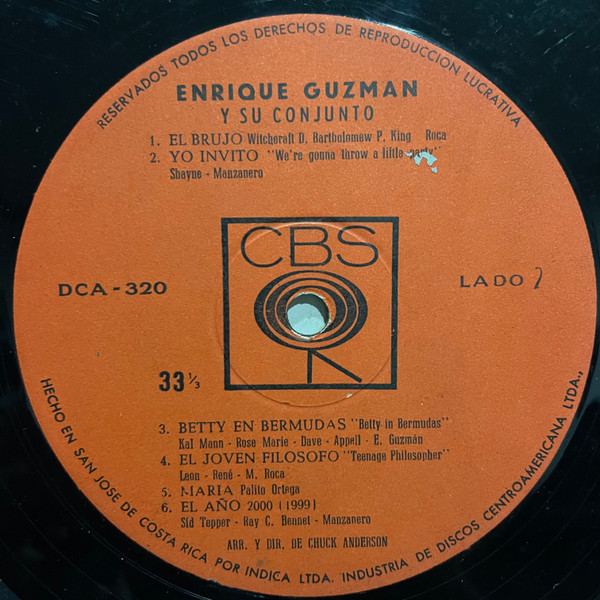 RESERVADOS TODOS LOS DERECHOS DE REPRODUCCION LUCRATIVA
ENRIQUE GUZMAN
Y SU CONJUNTO
1. EL BRUJO Witchcraft D. Bartholomew P. King Roca
2. YO INVITO "We're gonna throw a little party"
Shayne - Manzanero
CBS
DCA - 320
LADO 2
33 1/3
3. BETTY EN BERMUDAS "Betty in Bermudas"
Kal Mann - Rose Marie - Dave - Appell - E. Guzmán
4. EL JOVEN FILOSOFO "Teenage Philosopher"
Leon - René - M. Roca
5. MARIA Palito Ortega
6. EL AÑO 2000 (1999)
Sid Tepper - Ray C. Bennet - Manzanero
ARR. Y DIR. DE CHUCK ANDERSON
HECHO EN SAN JOSE DE COSTA RICA POR INDICA LTDA. INDUSTRIA DE DISCOS CENTROAMERICANA LTDA.,